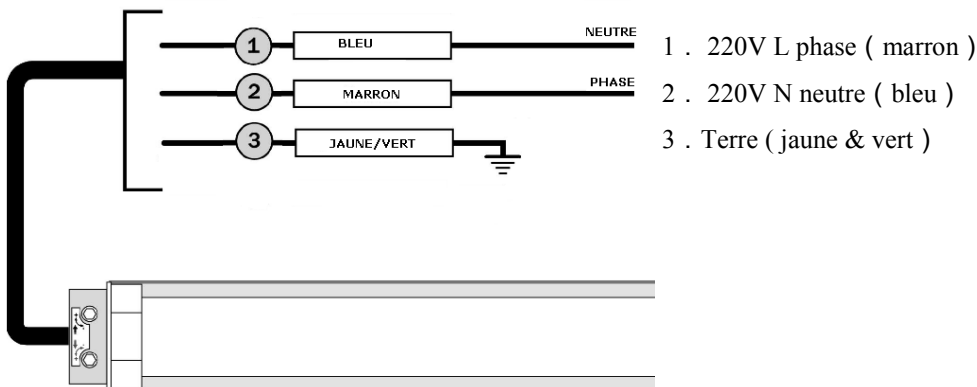 1 BLEU NEUTRE
2 MARRON PHASE
3 JAUNE/VERT
1 . 220V L phase ( marron )
2 . 220V N neutre ( bleu )
3 . Terre ( jaune & vert )